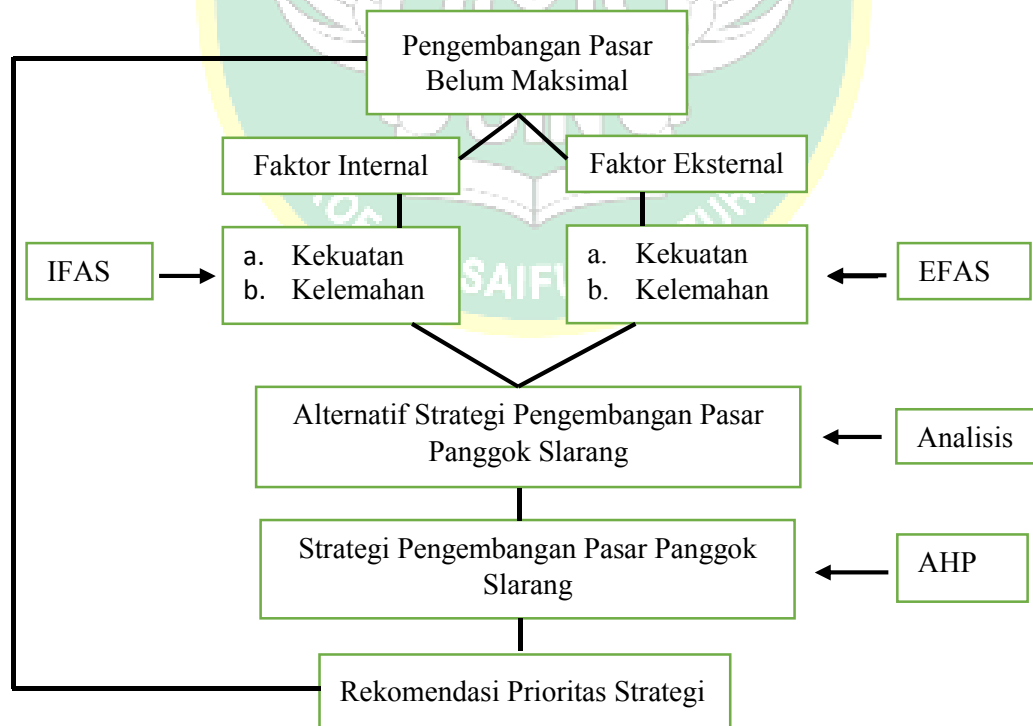 Pengembangan Pasar
Belum Maksimal
Faktor Internal
Faktor Eksternal
IFAS
a. Kekuatan
b. Kelemahan
a. Kekuatan
b. Kelemahan
EFAS
SAIFU
Alternatif Strategi Pengembangan Pasar
Panggok Slarang
Analisis
Strategi Pengembangan Pasar Panggok
Slarang
AHP
Rekomendasi Prioritas Strategi